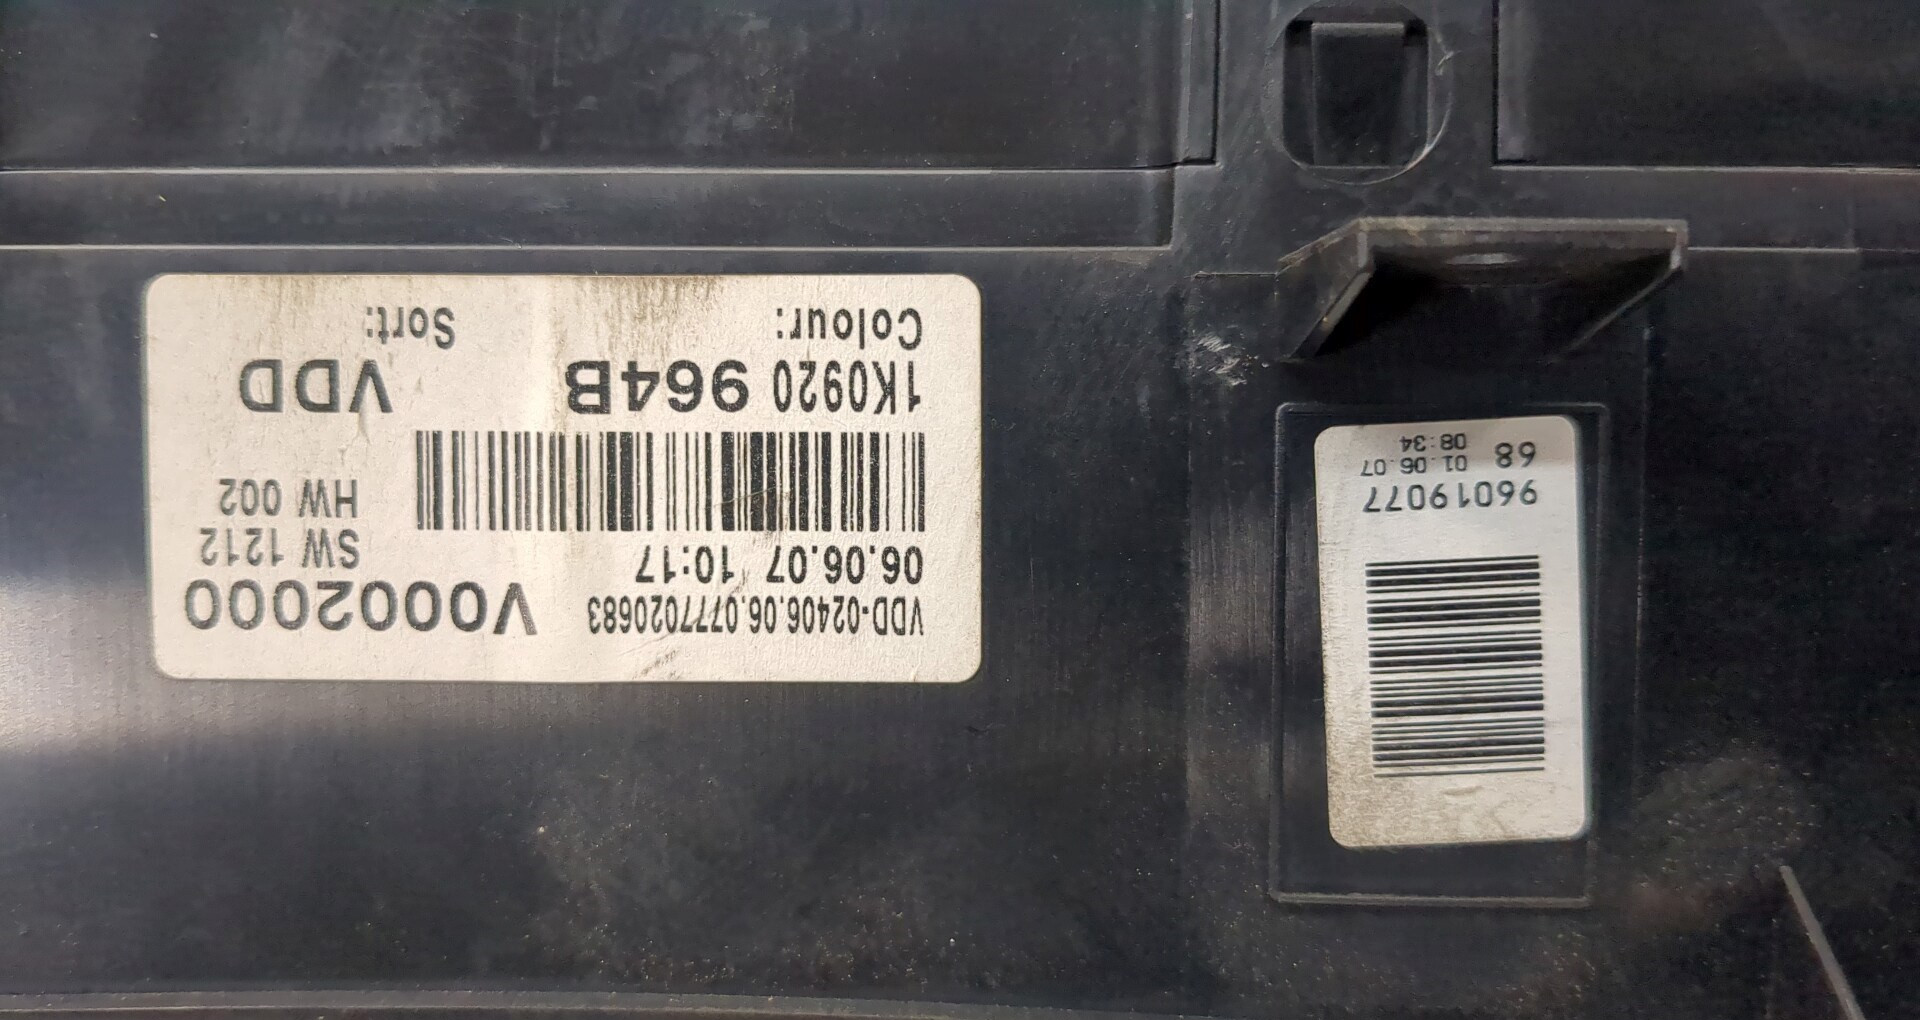 VDD-02406.06.0777020683 V0002000
06.06.07 10:17 SW 1212
HW 002
1K0920 964B VDD
Colour: Sort:
96019077
68 01.06.07
08:34